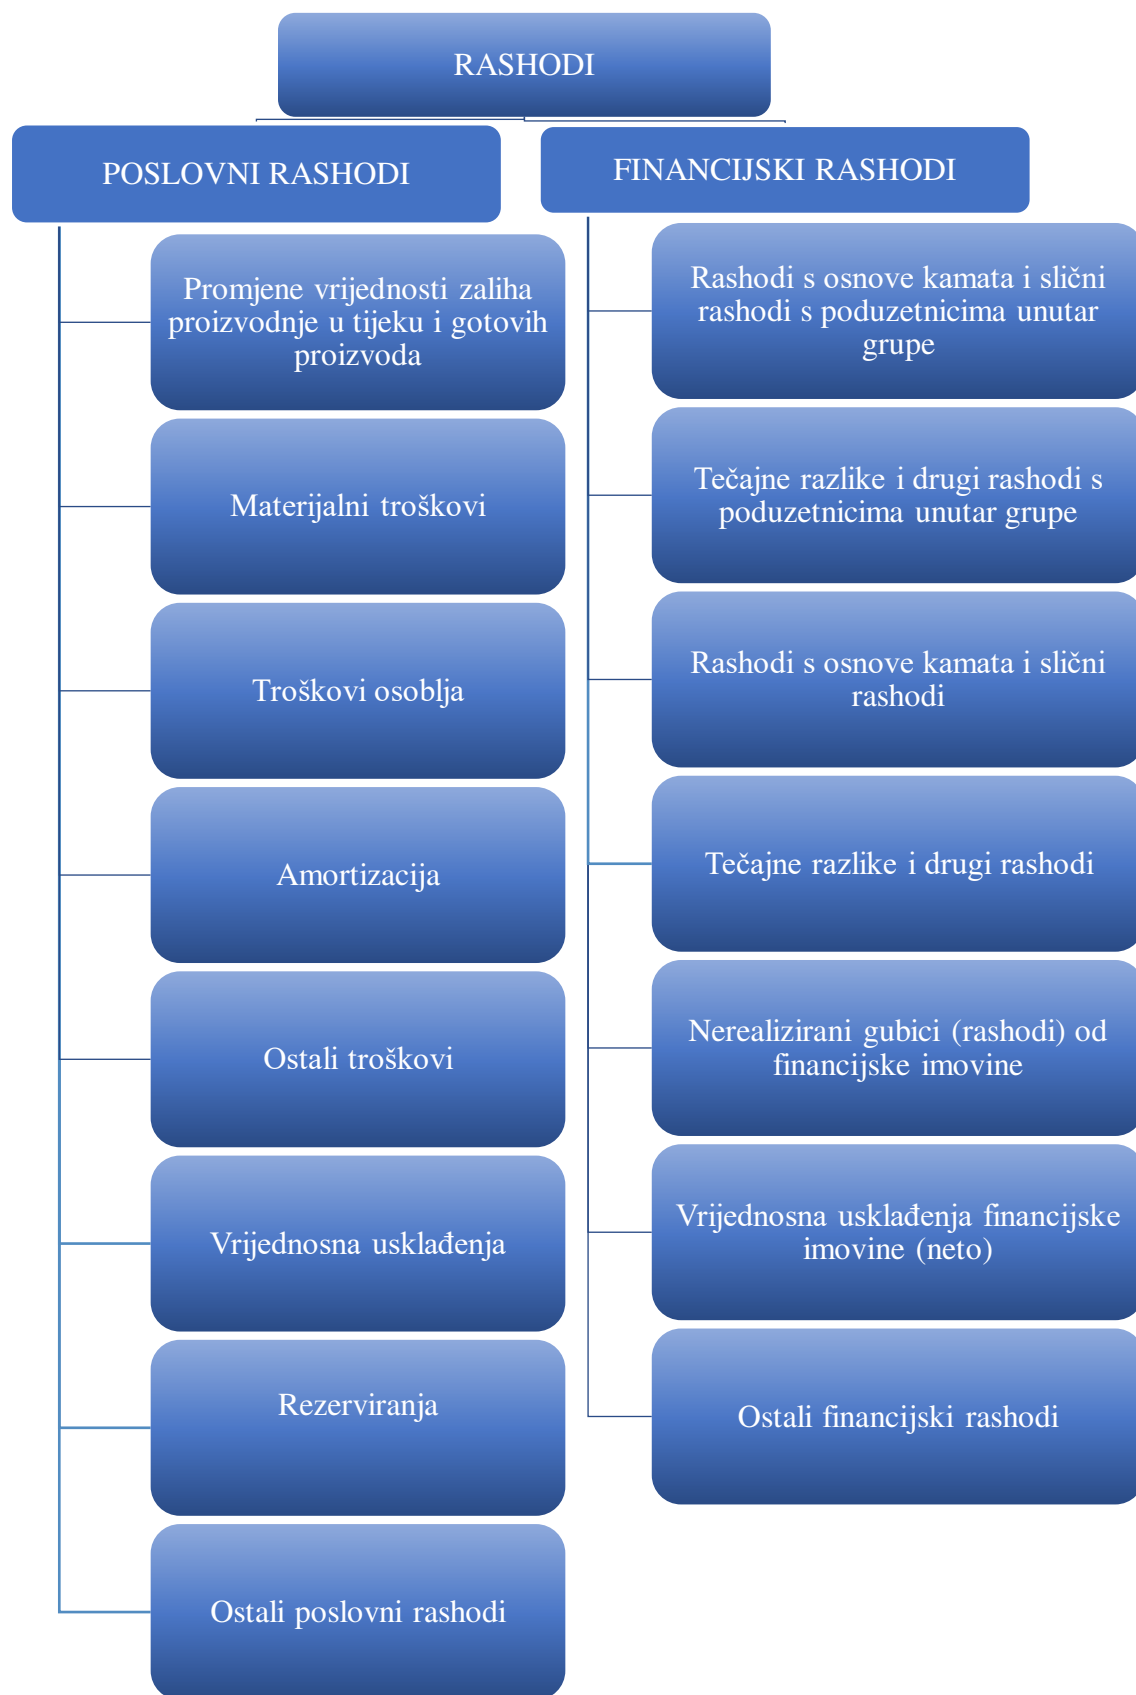 RASHODI
POSLOVNI RASHODI
Promjene vrijednosti zaliha
proizvodnje u tijeku i gotovih
proizvoda
Materijalni troškovi
Troškovi osoblja
Amortizacija
Ostali troškovi
Vrijednosna usklađenja
Rezerviranja
Ostali poslovni rashodi
FINANCIJSKI RASHODI
Rashodi s osnove kamata i slični
rashodi s poduzetnicima unutar
grupe
Tečajne razlike i drugi rashodi s
poduzetnicima unutar grupe
Rashodi s osnove kamata i slični
rashodi
Tečajne razlike i drugi rashodi
Nerealizirani gubici (rashodi) od
financijske imovine
Vrijednosna usklađenja financijske
imovine (neto)
Ostali financijski rashodi